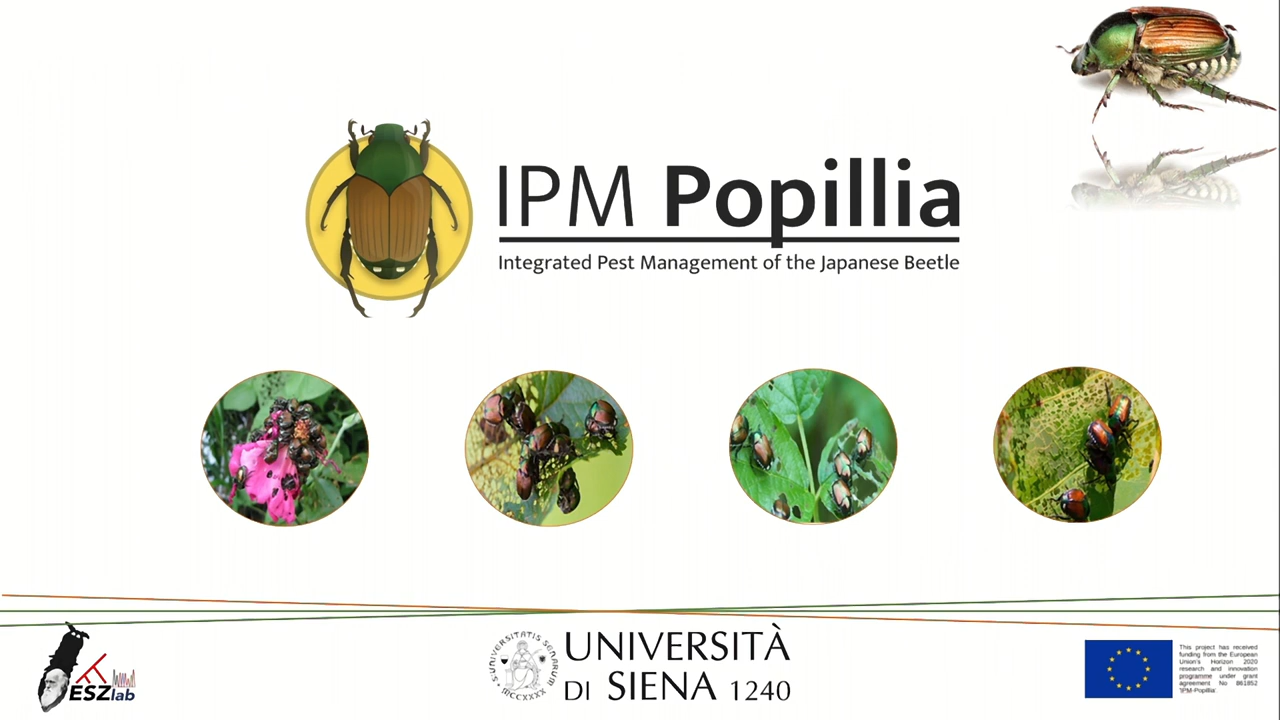 IPM Popillia
Integrated Pest Management of the Japanese Beetle
ESZlab
UNIVERSITÀ
DI SIENA 1240
This project has received
funding from the European
Union's Horizon 2020
research and innovation
programme under grant
agreement No 861852
'IPM-Popillia'